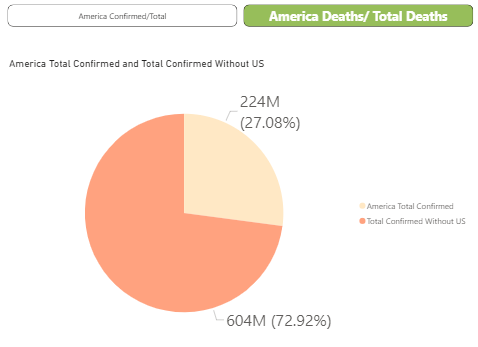 America Confirmed/Total
America Deaths/ Total Deaths
America Total Confirmed and Total Confirmed Without US
224M
(27.08%)
America Total Confirmed
Total Confirmed Without US
604M (72.92%)